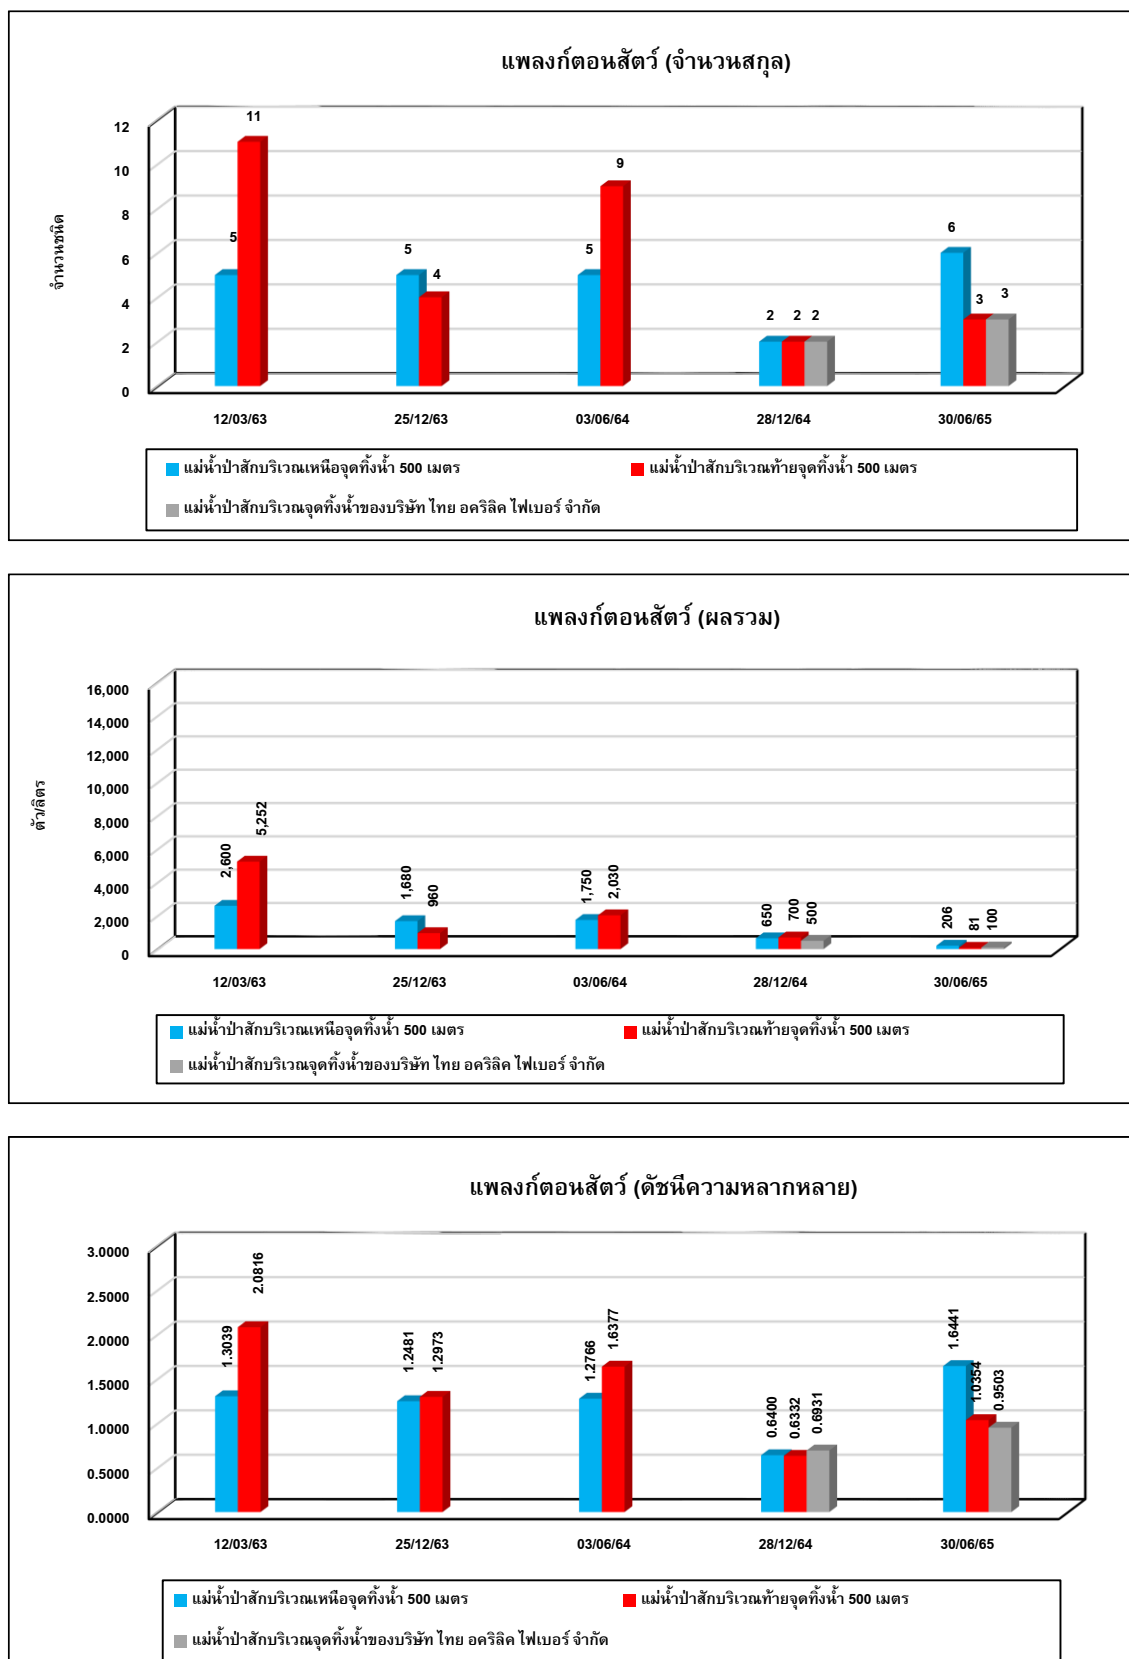 แพลงก์ตอนสัตว์ (จำนวนสกุล)
จำนวนชนิด
12
10
8
6
4
2
0
5 11 5 4 5 9 2 2 2 6 3 3
12/03/63 25/12/63 03/06/64 28/12/64 30/06/65
แม่น้ำป่าสักบริเวณเหนือจุดทิ้งน้ำ 500 เมตร แม่น้ำป่าสักบริเวณท้ายจุดทิ้งน้ำ 500 เมตร
แม่น้ำป่าสักบริเวณจุดทิ้งน้ำของบริษัท ไทย อคริลิค ไฟเบอร์ จำกัด
แพลงก์ตอนสัตว์ (ผลรวม)
ตัว/ลิตร
16,000
14,000
12,000
10,000
8,000
6,000
4,000
2,000
0
2,600 5,252 1,680 960 1,750 2,030 650 700 500 206 81 100
12/03/63 25/12/63 03/06/64 28/12/64 30/06/65
แม่น้ำป่าสักบริเวณเหนือจุดทิ้งน้ำ 500 เมตร แม่น้ำป่าสักบริเวณท้ายจุดทิ้งน้ำ 500 เมตร
แม่น้ำป่าสักบริเวณจุดทิ้งน้ำของบริษัท ไทย อคริลิค ไฟเบอร์ จำกัด
แพลงก์ตอนสัตว์ (ดัชนีความหลากหลาย)
3.0000
2.5000
2.0000
1.5000
1.0000
0.5000
0.0000
1.3039 2.0816 1.2481 1.2973 1.2766 1.6377 0.6400 0.6332 0.6931 1.6441 1.0354 0.9503
12/03/63 25/12/63 03/06/64 28/12/64 30/06/65
แม่น้ำป่าสักบริเวณเหนือจุดทิ้งน้ำ 500 เมตร แม่น้ำป่าสักบริเวณท้ายจุดทิ้งน้ำ 500 เมตร
แม่น้ำป่าสักบริเวณจุดทิ้งน้ำของบริษัท ไทย อคริลิค ไฟเบอร์ จำกัด